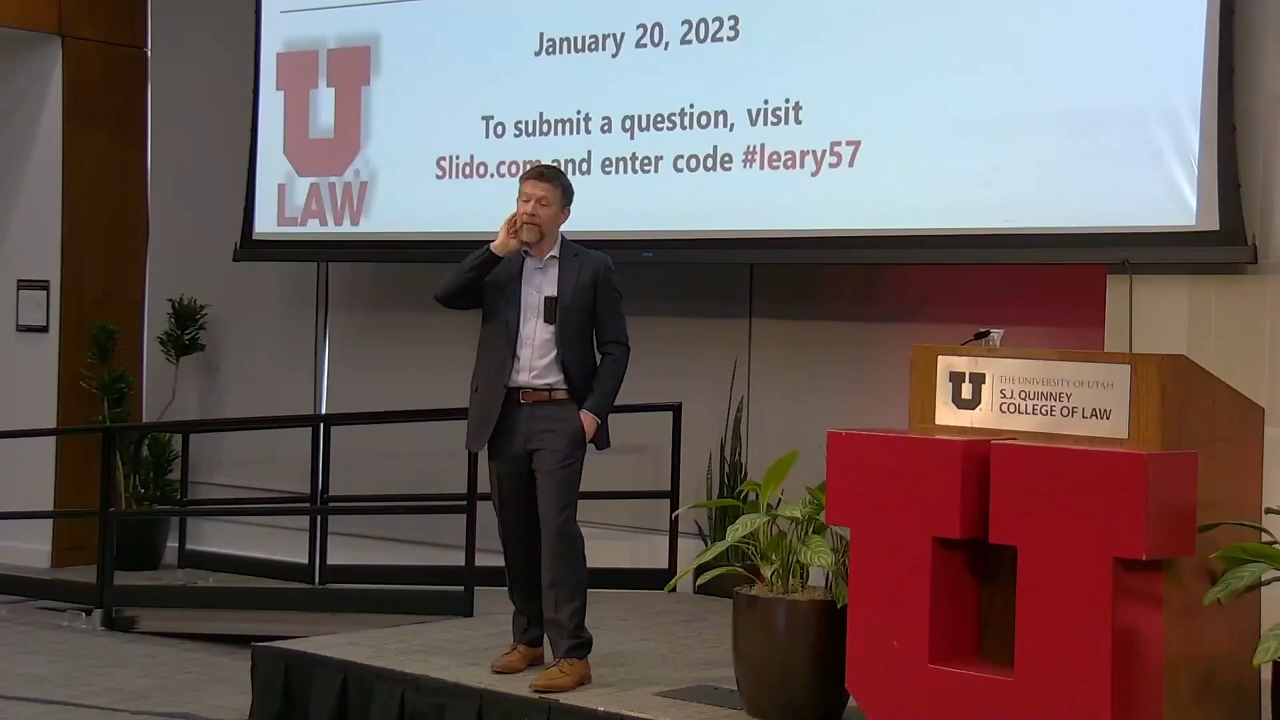 January 20, 2023
To submit a question, visit
Slido.com and enter code #leary57
U
LAW
U
THE UNIVERSITY OF UTAH
S.J. QUINNEY
COLLEGE OF LAW
U